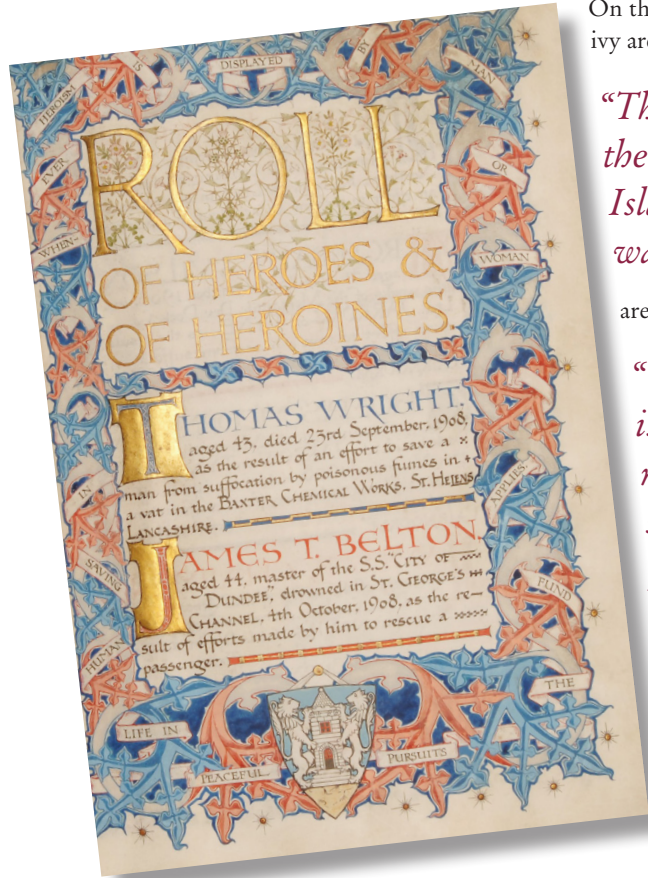 On th
ivy are
“Th
the
Isla
wa
are
“
WHEN-
EVER
HEROISM
IS
DISPLAYED
BY
MAN
OR
WOMAN
IN
SAVING
HUMAN
LIFE IN
PEACEFUL
PURSUITS
THE
FUND
APPLIES.
ROLL
OF HEROES &
OF HEROINES.
THOMAS WRIGHT.
aged 43, died 23rd September, 1908,
as the result of an effort to save a
man from suffocation by poisonous fumes in
a vat in the BAXTER CHEMICAL WORKS, ST. HELENS
LANCASHIRE.
JAMES T. BELTON,
aged 44, master of the S.S. "CITY OF
DUNDEE", drowned in ST. GEORGE'S
CHANNEL, 4th October, 1908, as the re-
sult of efforts made by him to rescue a
passenger.